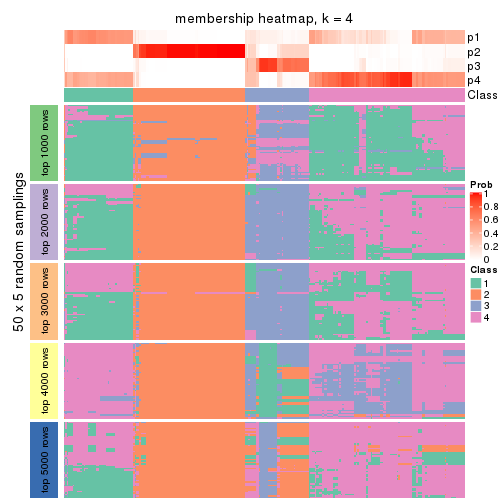 membership heatmap, k = 4
p1
p2
p3
p4
Class
50 x 5 random samplings
top 1000 rows
top 2000 rows
top 3000 rows
top 4000 rows
top 5000 rows
Prob
1
0.8
0.6
0.4
0.2
0
Class
1
2
3
4